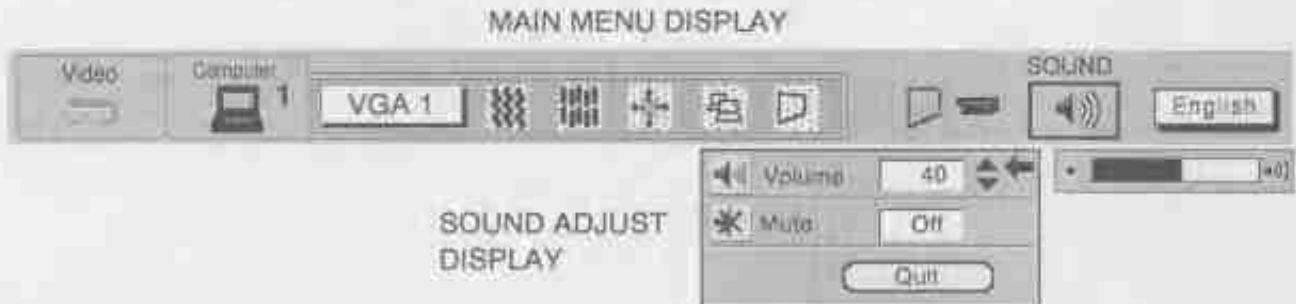 MAIN MENU DISPLAY
Video
Computer
1
VGA 1
SOUND
English
Volume
40
Mute
Off
Quit
SOUND ADJUST
DISPLAY